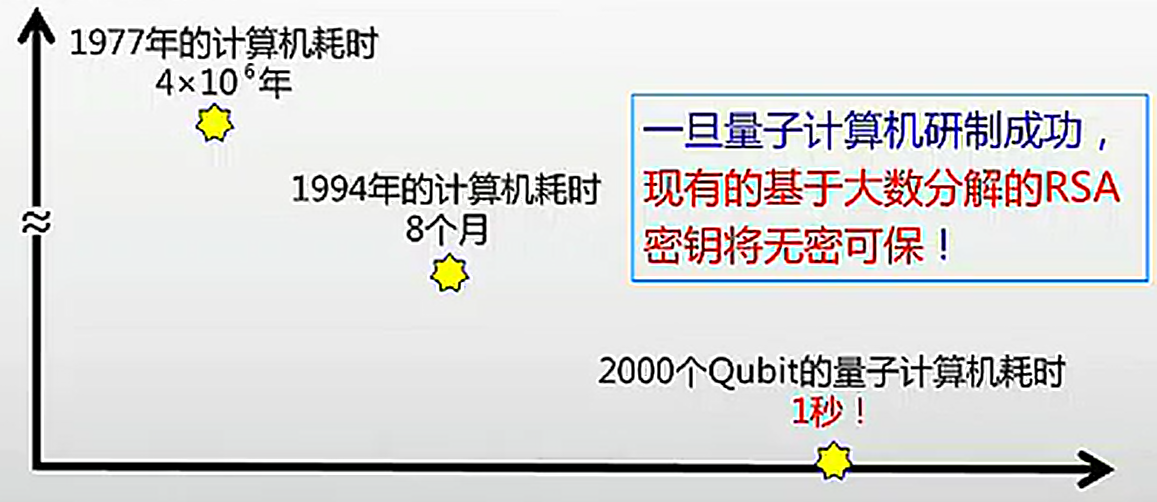 1977年的计算机耗时
4×10⁶年
1994年的计算机耗时
8个月
一旦量子计算机研制成功，
现有的基于大数分解的RSA
密钥将无密可保！
2000个Qubit的量子计算机耗时
1秒！